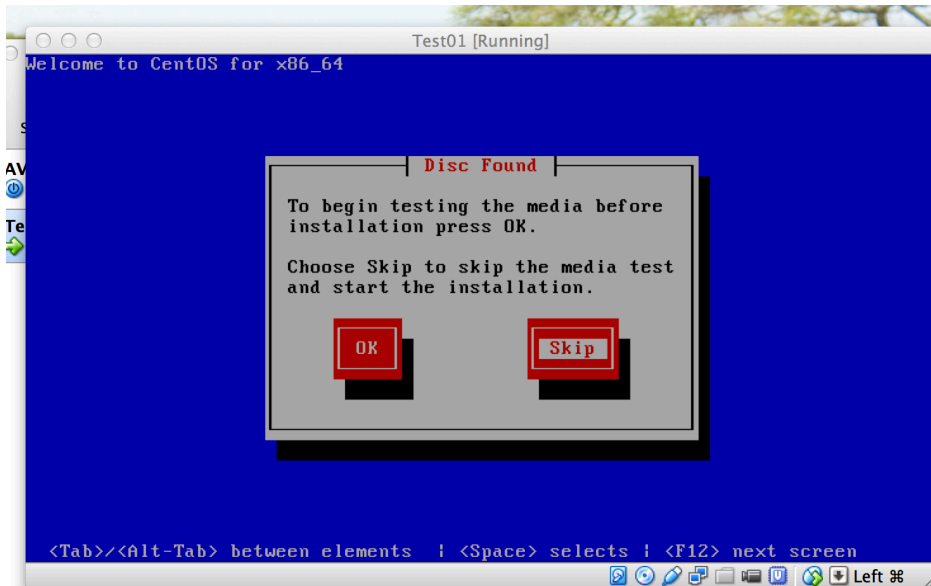 Test01 [Running]
Welcome to CentOS for x86_64
S
AV
Te
Disc Found
To begin testing the media before
installation press OK.
Choose Skip to skip the media test
and start the installation.
OK Skip
<Tab>/<Alt-Tab> between elements | <Space> selects | <F12> next screen
Left ⌘